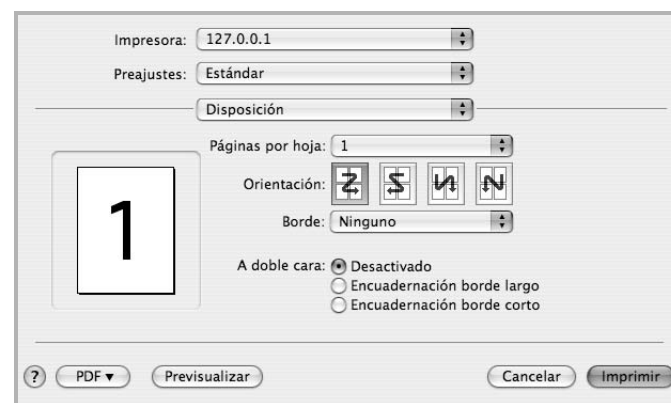 Impresora: 127.0.0.1
Preajustes: Estándar
Disposición
Páginas por hoja: 1
Orientación:
Borde: Ninguno
1
A doble cara: Desactivado
Encuadernación borde largo
Encuadernación borde corto
? PDF▼ Previsualizar Cancelar Imprimir